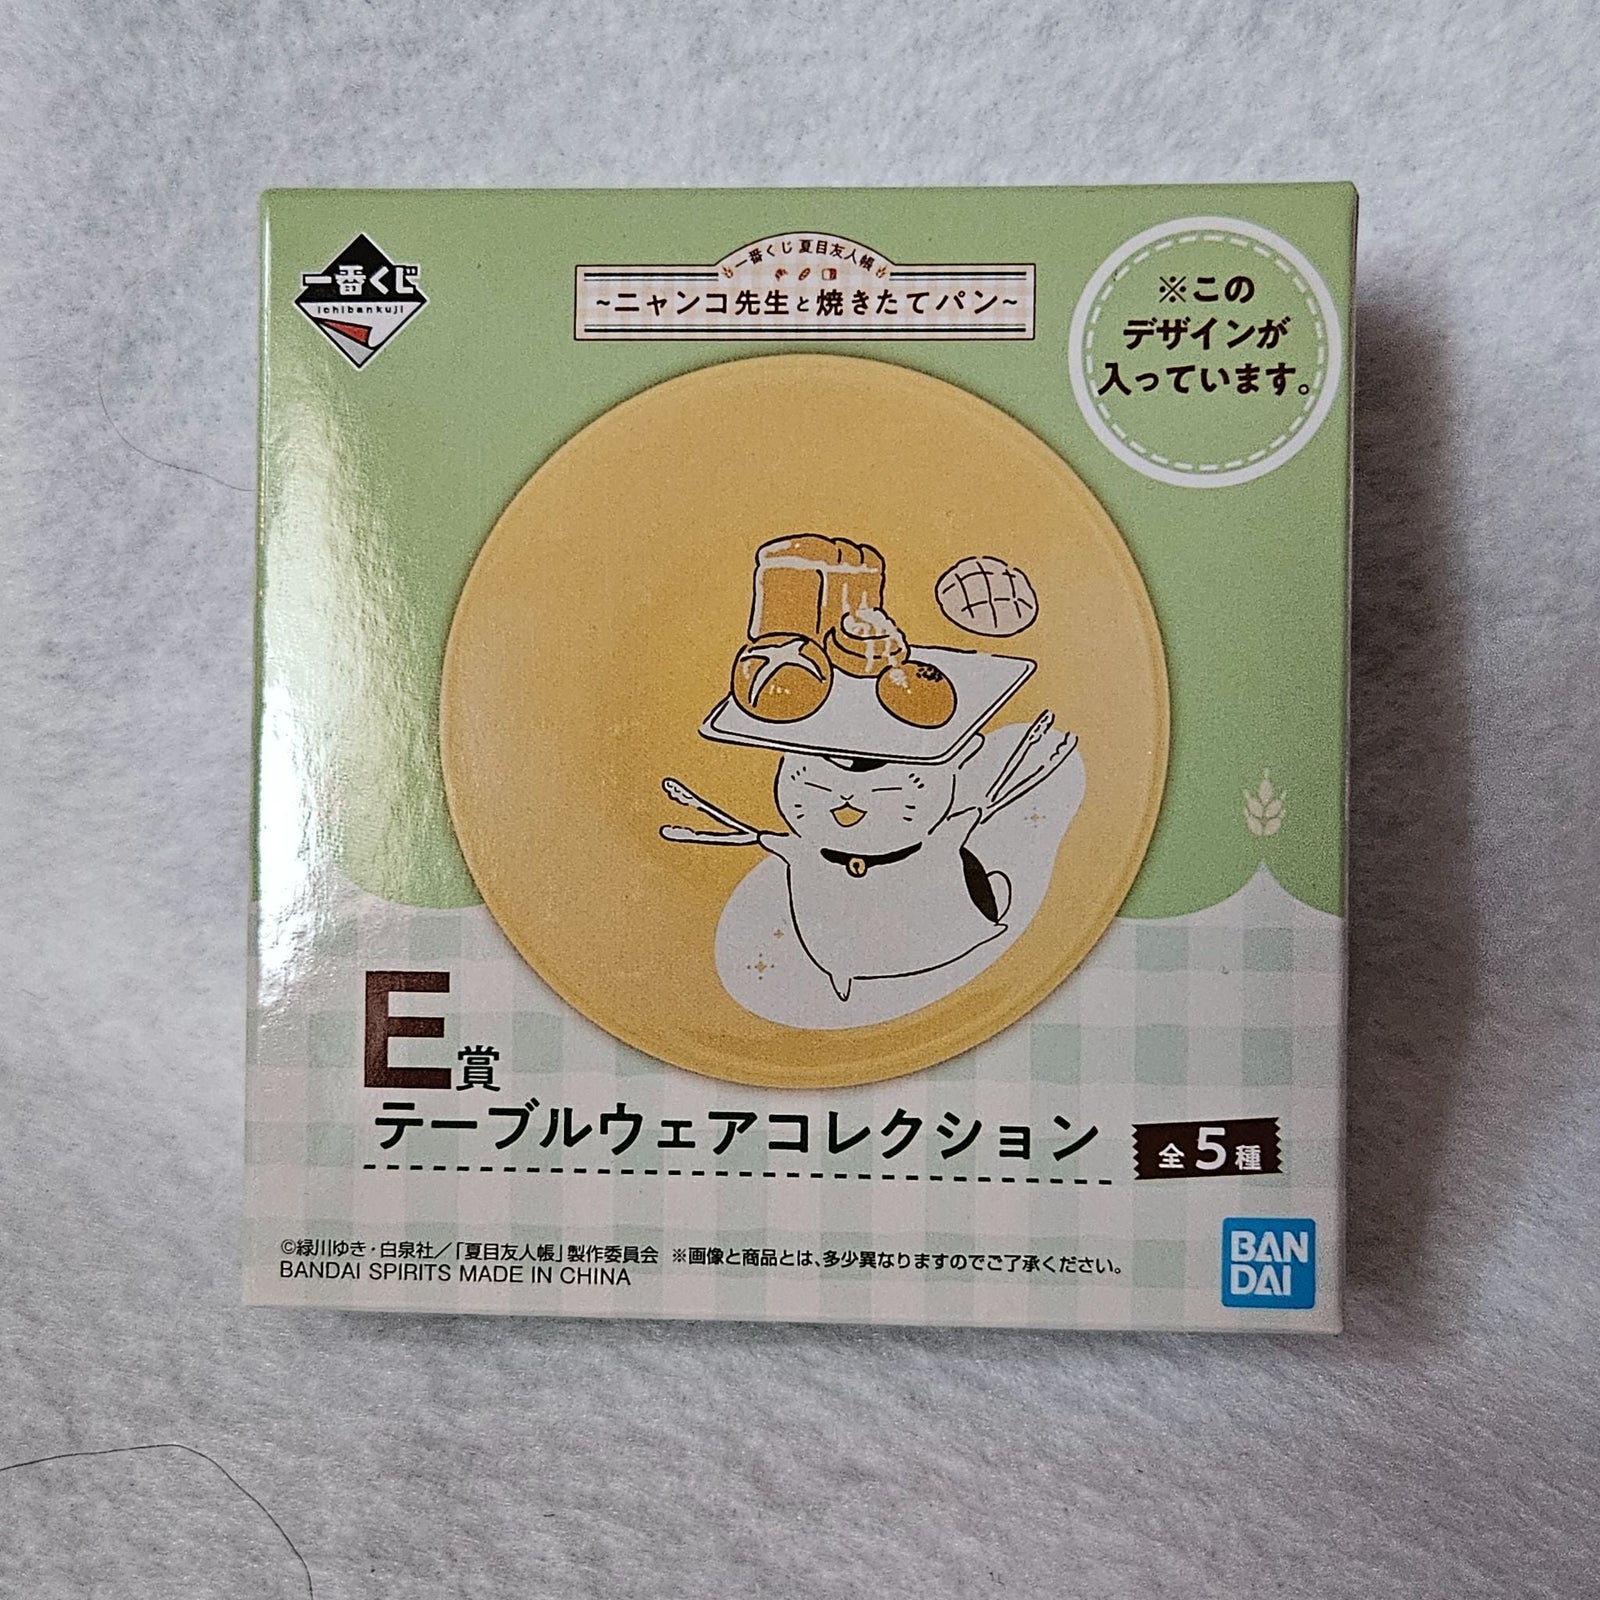 一番くじ
ichibankuji
一番くじ 夏目友人帳
~ニャンコ先生と焼きたてパン~
※この
デザインが
入っています。
E賞
テーブルウェアコレクション
全5種
©緑川ゆき・白泉社／「夏目友人帳」製作委員会 ※画像と商品とは、多少異なりますのでご了承ください。
BANDAI SPIRITS MADE IN CHINA
BAN
DAI